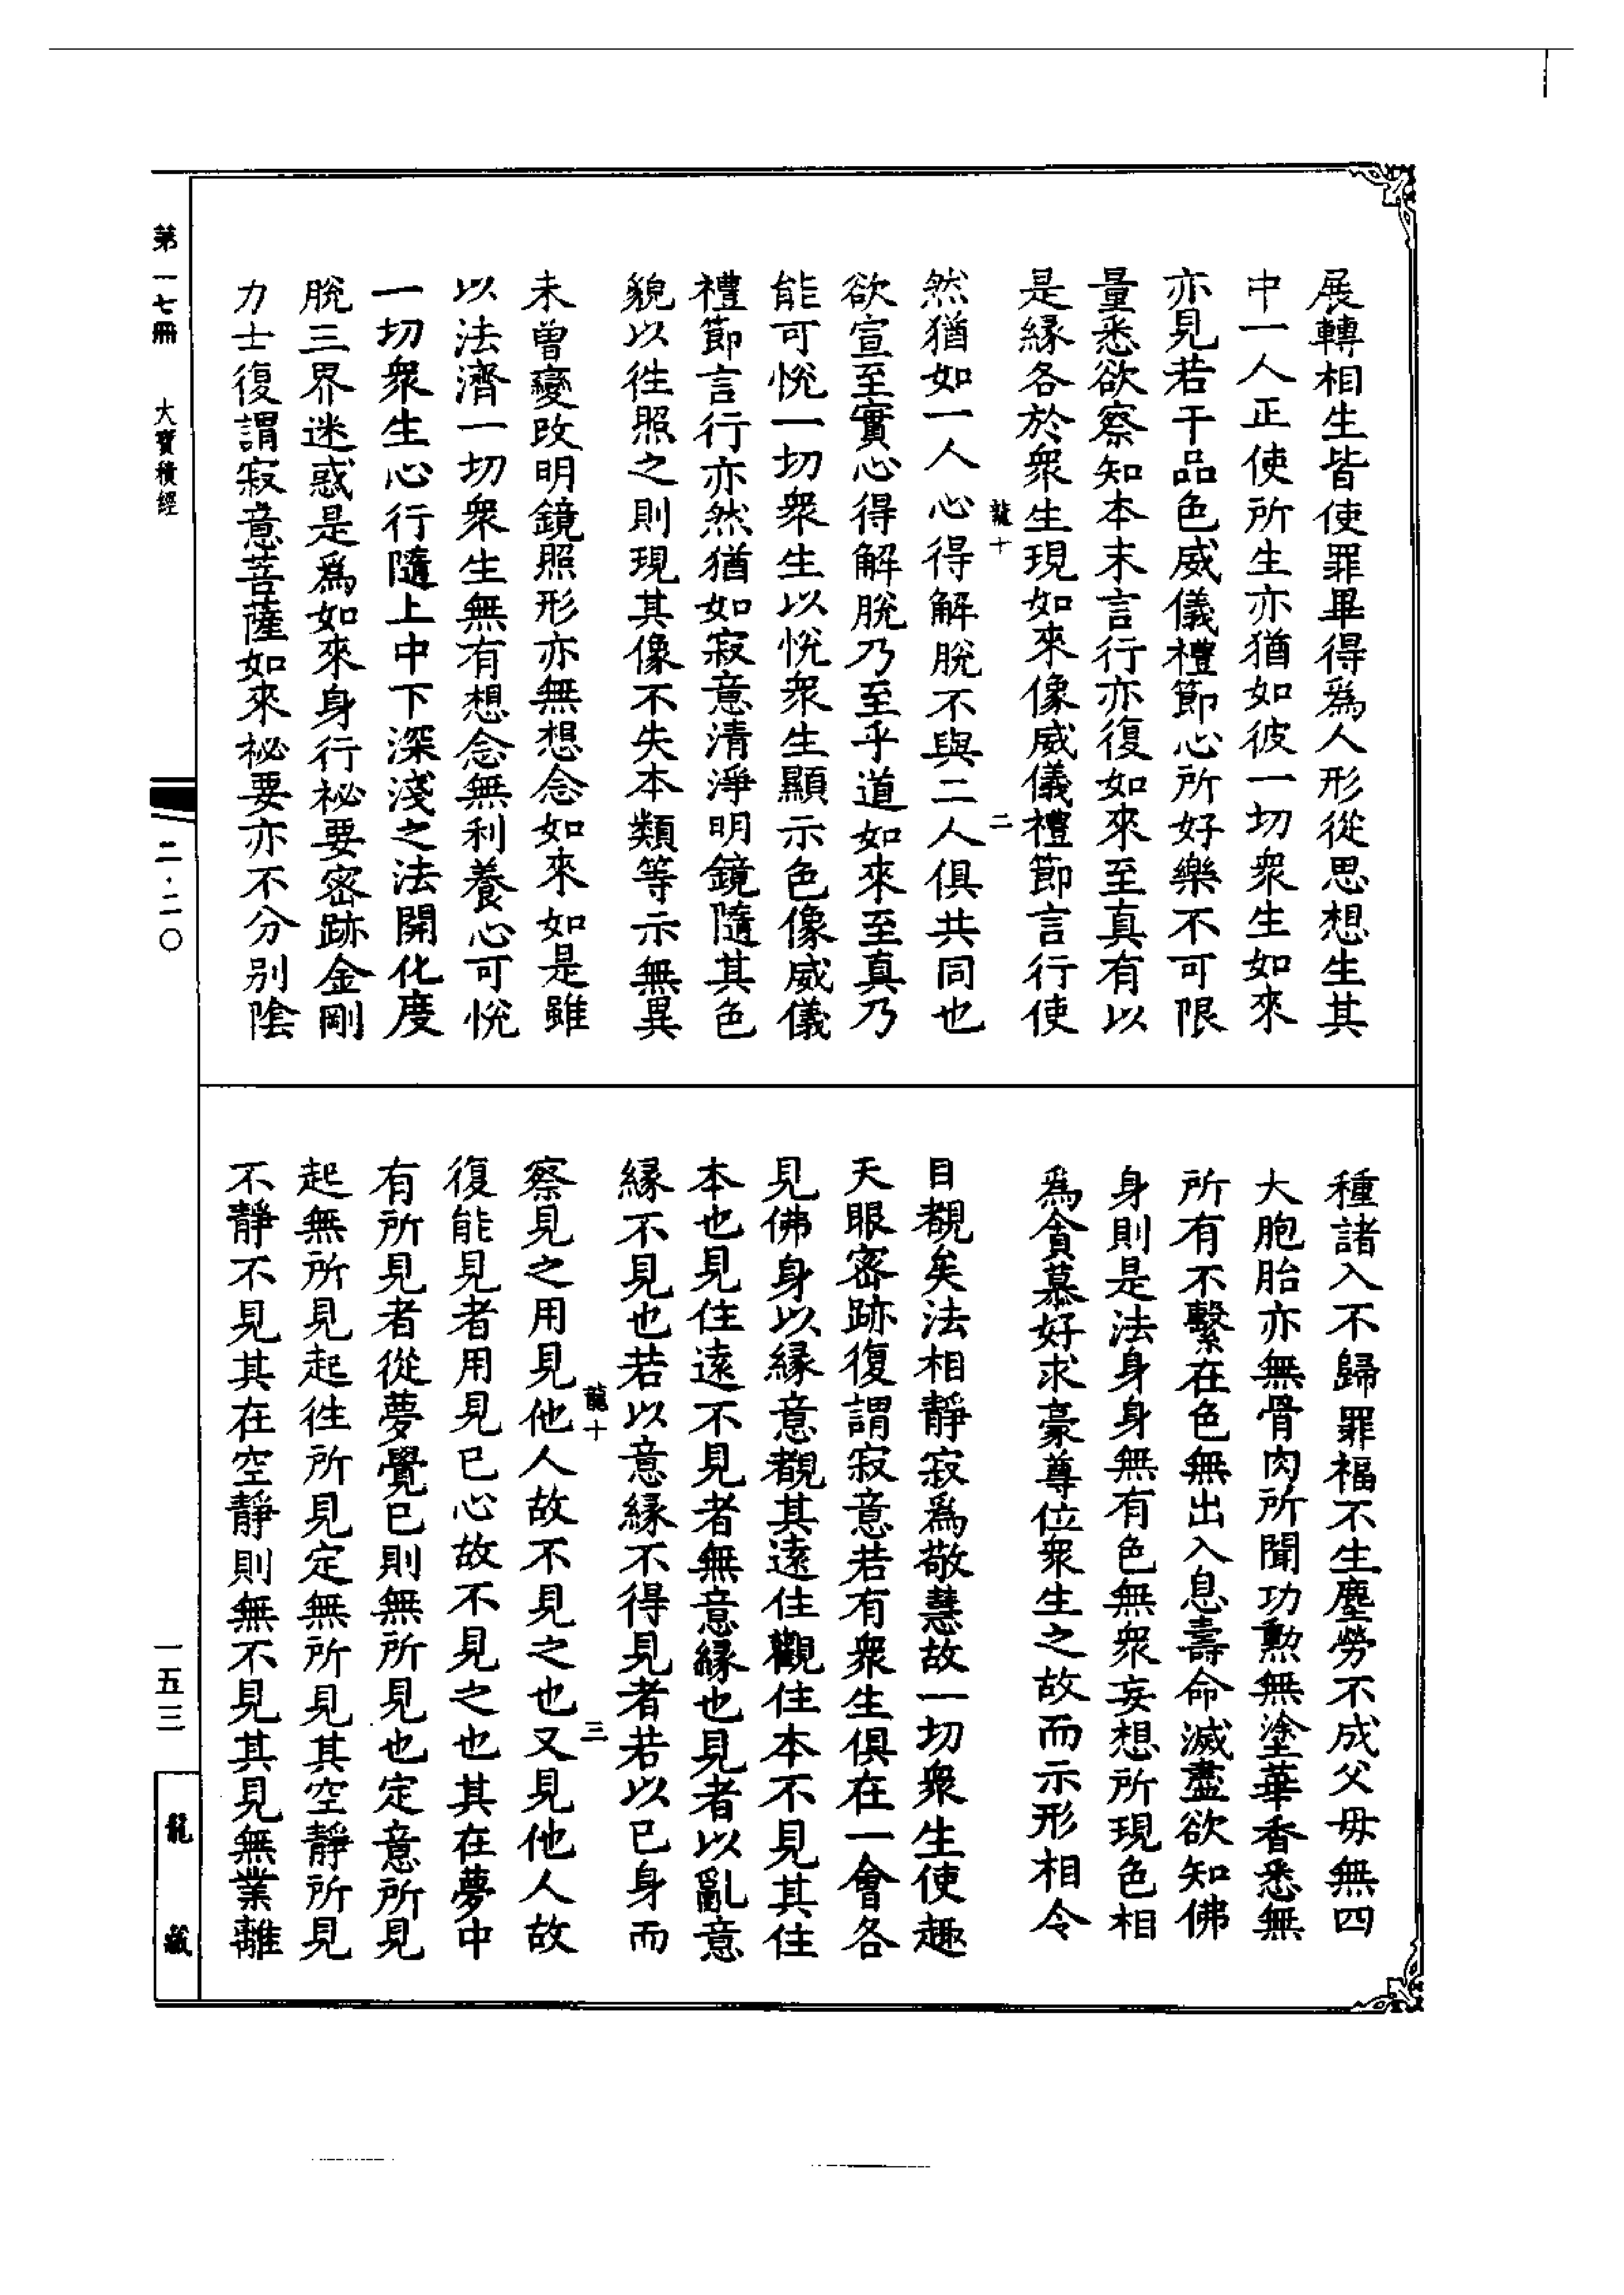 展轉相生皆使罪畢得爲人形從思想生其
中一人正使所生亦猶如彼一切衆生如來
亦見若干品色威儀禮節心所好樂不可限
量悉欲察知本末言行亦復如來至真有以
是緣各於衆生現如來像威儀禮節言行使
龍十 二
然猶如一人心得解脫不與二人俱共同也
欲宣至實心得解脫乃至乎道如來至真乃
能可悅一切衆生以悅衆生顯示色像威儀
禮節言行亦然猶如寂意清淨明鏡隨其色
貌以往照之則現其像不失本類等示無異
未曾變改明鏡照形亦無想念如來如是雖
以法濟一切衆生無有想念無利養心可悅
一切衆生心行隨上中下深淺之法開化度
脫三界迷惑是爲如來身行祕要密跡金剛
力士復謂寂意菩薩如來祕要亦不分別陰
種諸入不歸罪福不生塵勞不成父母無四
大胞胎亦無骨肉所聞功勲無塗華香悉無
所有不繫在色無出入息壽命滅盡欲知佛
身則是法身身無有色無衆妄想所現色相
爲貪慕好求豪尊位衆生之故而示形相令
目覩矣法相靜寂爲敬慧故一切衆生使趣
天眼密跡復謂寂意若有衆生俱在一會各
見佛身以緣意覩其遠住觀住本不見其住
本也見住遠不見者無意緣也見者以亂意
緣不見也若以意緣不得見者若以已身而
龍十 三
察見之用見他人故不見之也又見他人故
復能見者用見已心故不見之也其在夢中
有所見者從夢覺已則無所見也定意所見
起無所見起往所見定無所見其空靜所見
不靜不見其在空靜則無不見其見無業離
第一七冊 大寶積經 二·二〇 一五三 龍藏